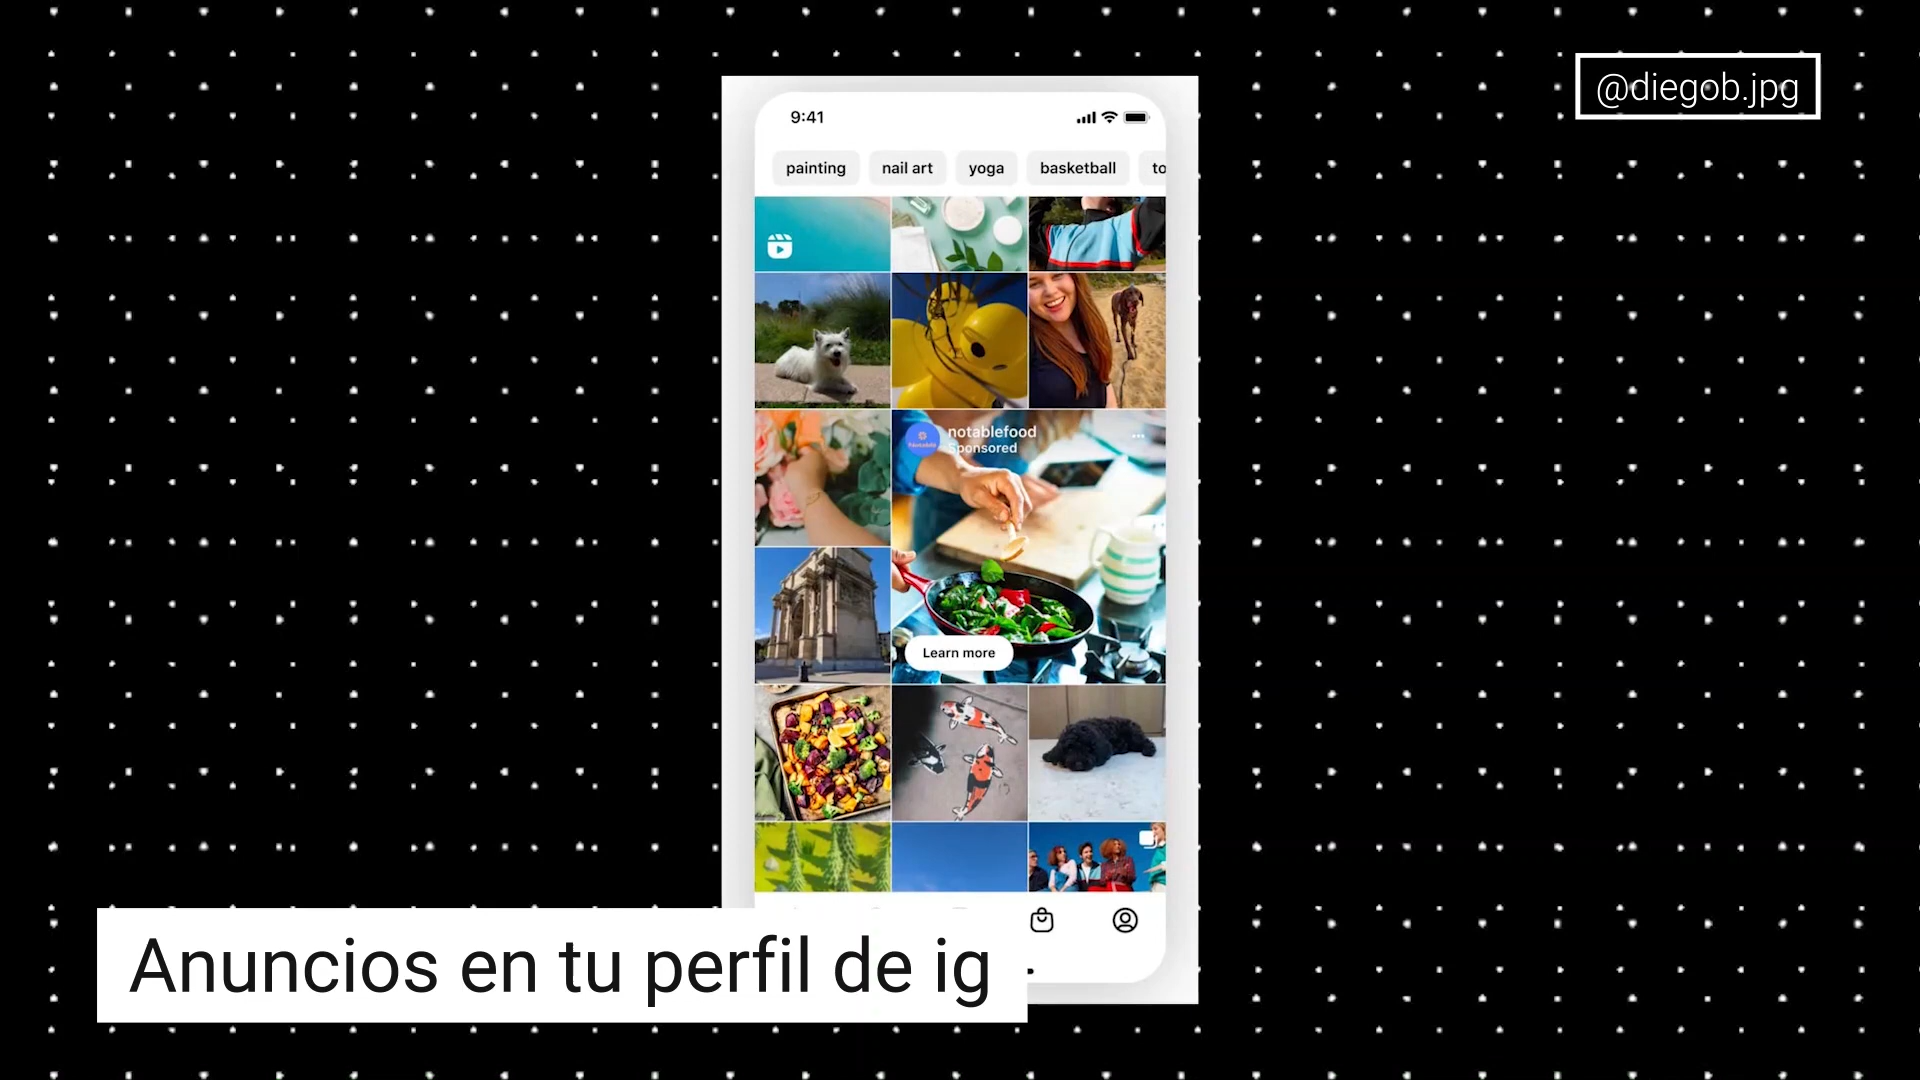 @diegob.jpg
9:41
painting
nail art
yoga
basketball
to
notablefood
Sponsored
Learn more
Anuncios en tu perfil de ig